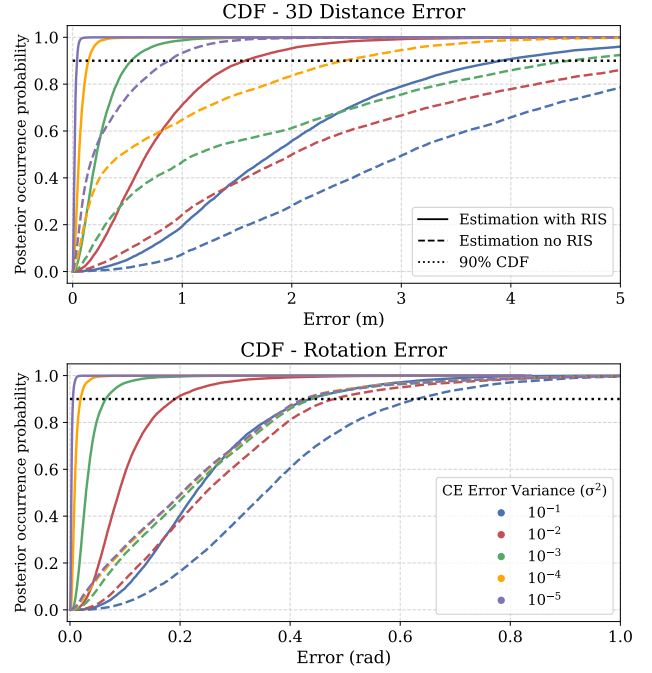 CDF - 3D Distance Error
Posterior occurrence probability
1.0
0.8
0.6
0.4
0.2
0.0
Estimation with RIS
Estimation no RIS
90% CDF
0 1 2 3 4 5
Error (m)
CDF - Rotation Error
Posterior occurrence probability
1.0
0.8
0.6
0.4
0.2
0.0
CE Error Variance (σ²)
10⁻¹
10⁻²
10⁻³
10⁻⁴
10⁻⁵
0.0 0.2 0.4 0.6 0.8 1.0
Error (rad)